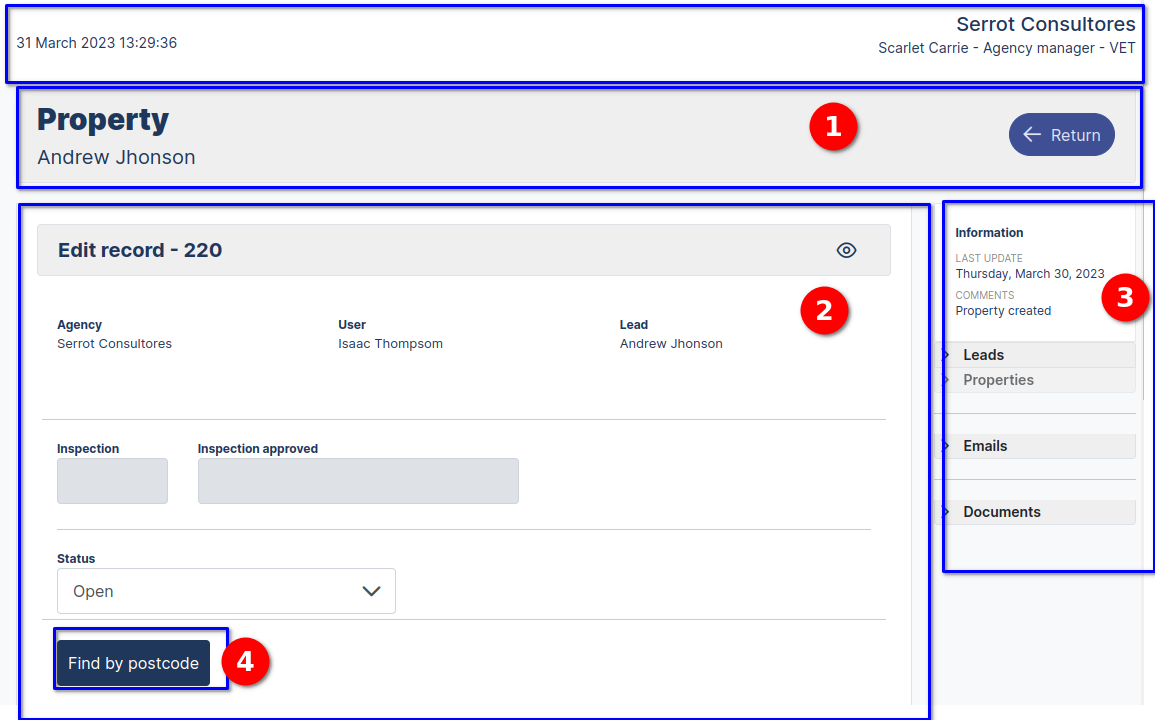 31 March 2023 13:29:36
Serrot Consultores
Scarlet Carrie - Agency manager - VET
Property
Andrew Jhonson
1
Return
Edit record - 220
2
Agency
Serrot Consultores
User
Isaac Thompsom
Lead
Andrew Jhonson
Inspection
Inspection approved
Status
Open
Find by postcode
4
Information
LAST UPDATE
Thursday, March 30, 2023
COMMENTS
Property created
3
Leads
Properties
Emails
Documents